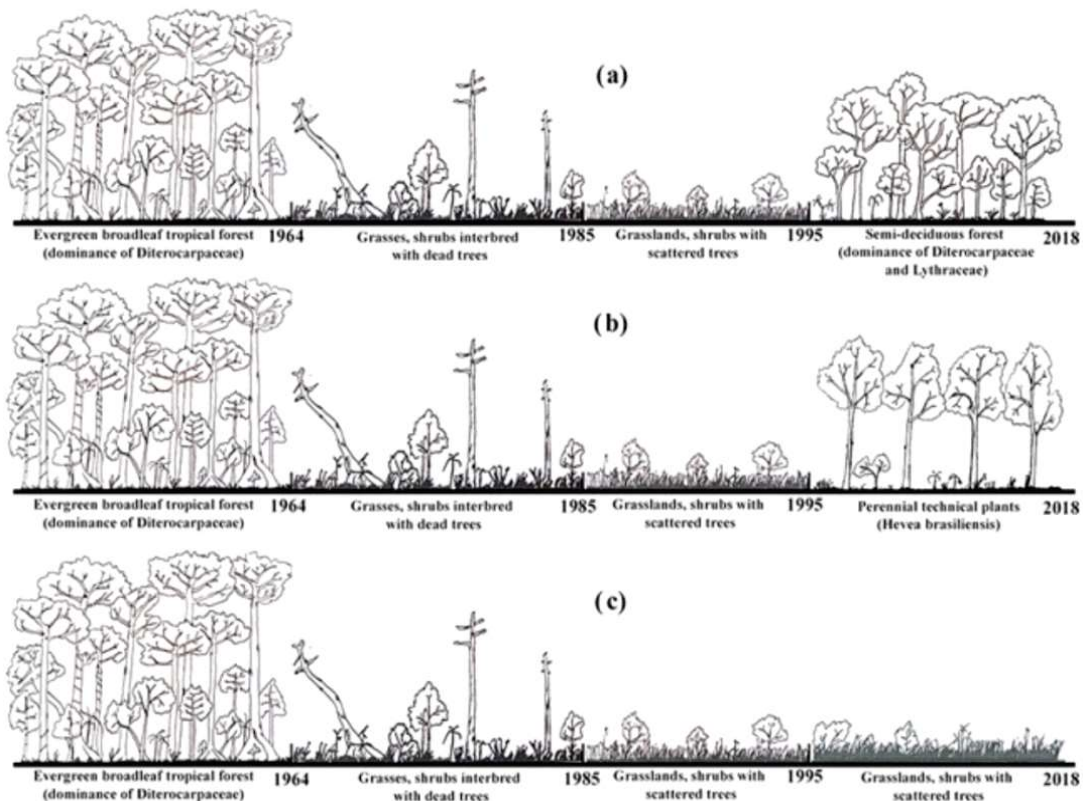 (a)
Evergreen broadleaf tropical forest
(dominance of Diterocarpaceae)
1964
Grasses, shrubs interbred
with dead trees
1985
Grasslands, shrubs with
scattered trees
1995
Semi-deciduous forest
(dominance of Diterocarpaceae
and Lythraceae)
2018
(b)
Evergreen broadleaf tropical forest
(dominance of Diterocarpaceae)
1964
Grasses, shrubs interbred
with dead trees
1985
Grasslands, shrubs with
scattered trees
1995
Perennial technical plants
(Hevea brasiliensis)
2018
(c)
Evergreen broadleaf tropical forest
(dominance of Diterocarpaceae)
1964
Grasses, shrubs interbred
with dead trees
1985
Grasslands, shrubs with
scattered trees
1995
Grasslands, shrubs with
scattered trees
2018